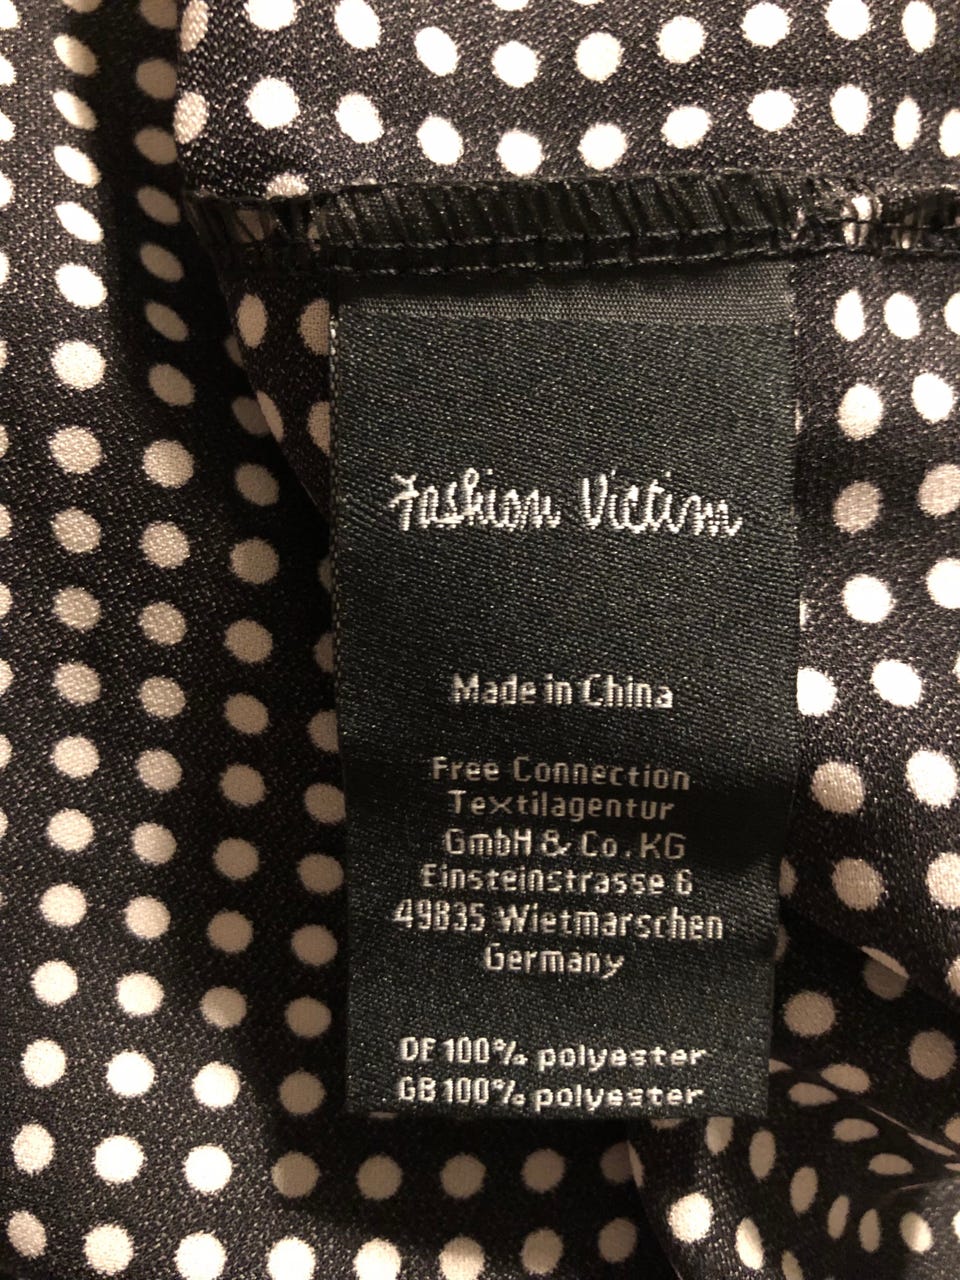 Fashion Victim
Made in China
Free Connection
Textilagentur
GmbH & Co. KG
Einsteinstrasse 6
49835 Wietmarschen
Germany
DE 100% polyester
GB 100% polyester